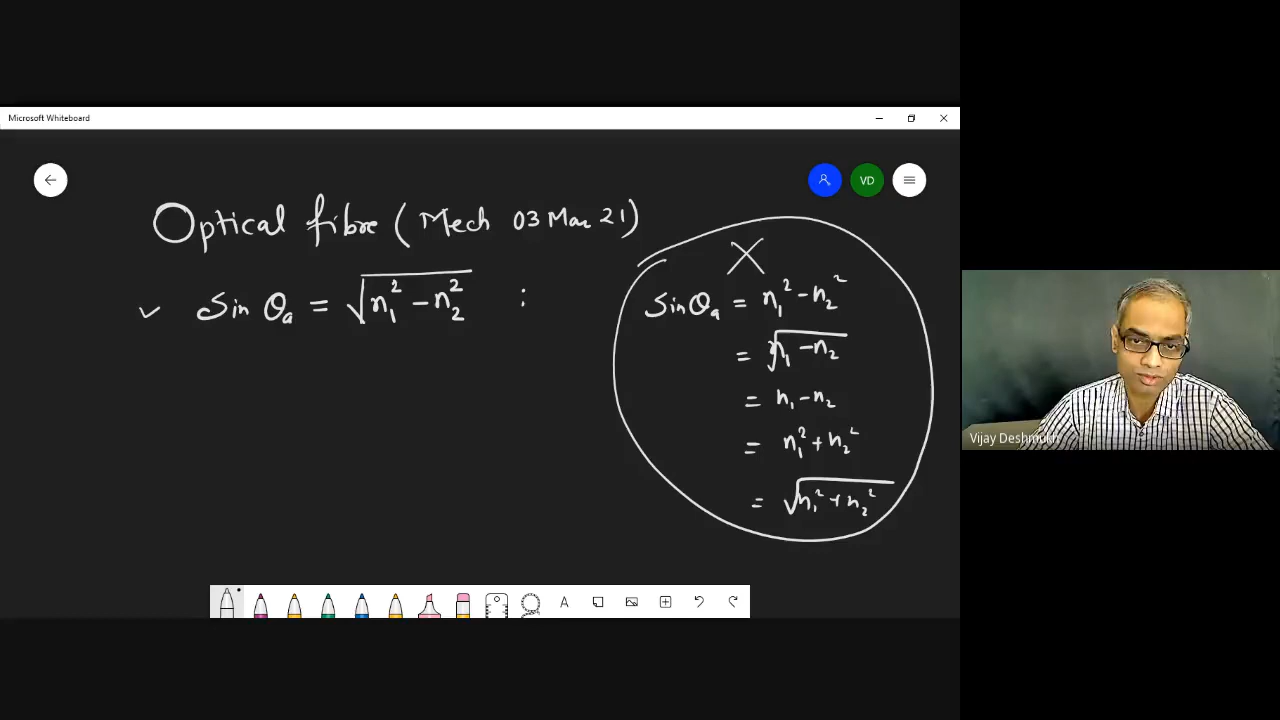 Microsoft Whiteboard
VD
Optical fibre (Mech 03 Mar 21)
✓ Sin θₐ = √(n₁² − n₂²) :
X
Sin θₐ = n₁² − n₂²
= √(n₁ − n₂)
= n₁ − n₂
= n₁² + n₂²
= √(n₁² + n₂²)
A
Vijay Deshmukh